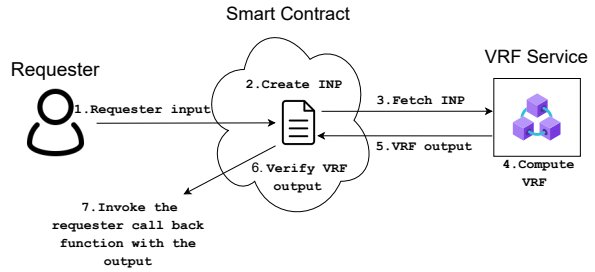 Smart Contract
Requester
VRF Service
1.Requester input
2.Create INP
3.Fetch INP
4.Compute
VRF
5.VRF output
6.Verify VRF
output
7.Invoke the
requester call back
function with the
output